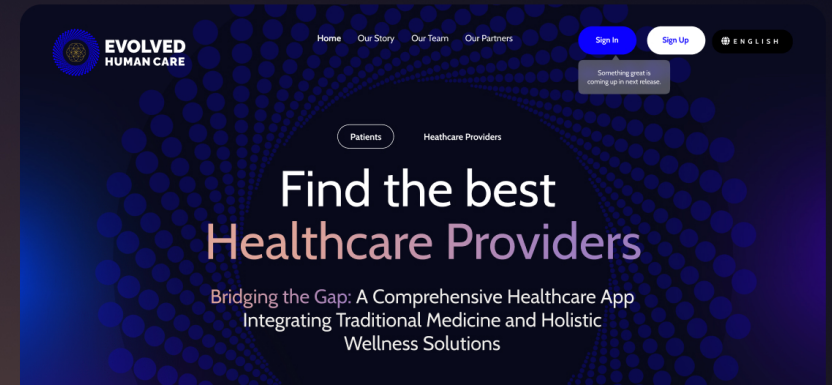 EVOLVED
HUMAN CARE
Home Our Story Our Team Our Partners
Sign In Sign Up ENGLISH
Something great is
coming up in next release.
Patients Heathcare Providers
Find the best
Healthcare Providers
Bridging the Gap: A Comprehensive Healthcare App
Integrating Traditional Medicine and Holistic
Wellness Solutions